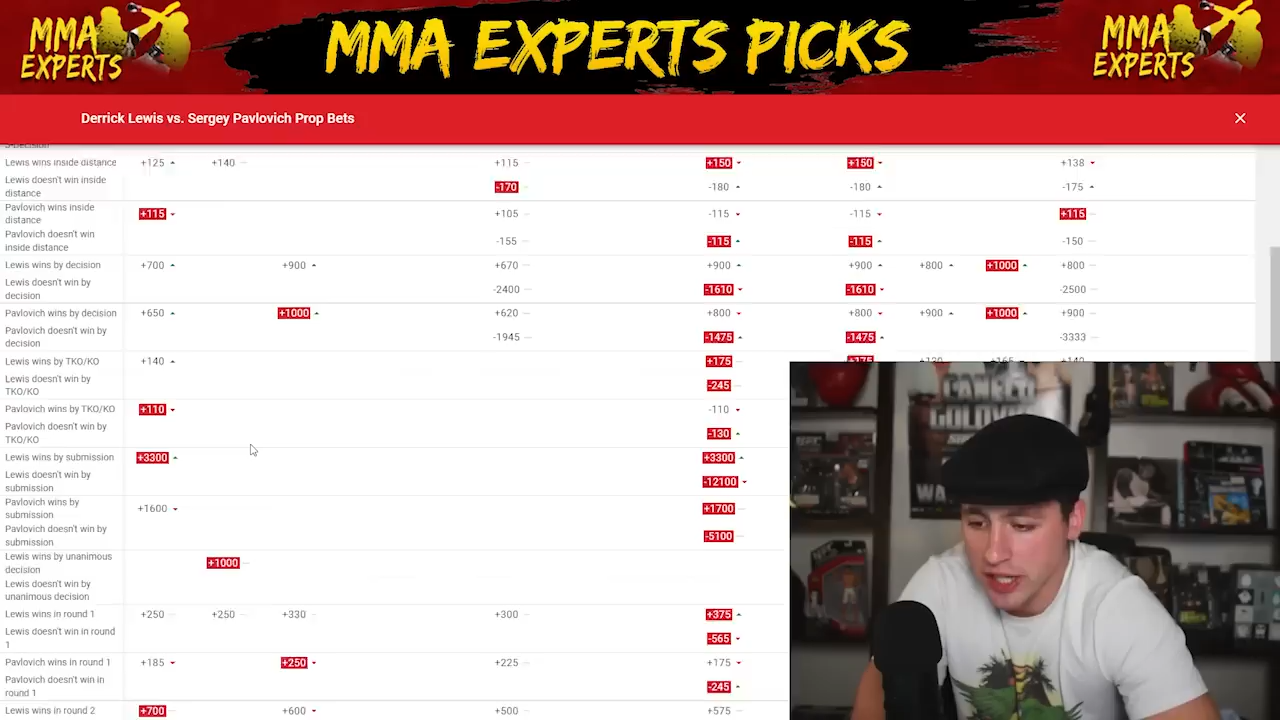 MMA
EXPERTS
MMA EXPERTS PICKS
MMA
EXPERTS
Derrick Lewis vs. Sergey Pavlovich Prop Bets
Lewis wins inside distance +125 +140 +115 +150 +150 +138
Lewis doesn't win inside
distance -170 -180 -180 -175
Pavlovich wins inside
distance +115 +105 -115 -115 +115
Pavlovich doesn't win
inside distance -155 -115 -115 -150
Lewis wins by decision +700 +900 +670 +900 +900 +800 +1000 +800
Lewis doesn't win by
decision -2400 -1610 -1610 -2500
Pavlovich wins by decision +650 +1000 +620 +800 +800 +900 +1000 +900
Pavlovich doesn't win by
decision -1945 -1475 -1475 -3333
Lewis wins by TKO/KO +140 +175
Lewis doesn't win by
TKO/KO -245
Pavlovich wins by TKO/KO +110 -110
Pavlovich doesn't win by
TKO/KO -130
Lewis wins by submission +3300 +3300
Lewis doesn't win by
submission -12100
Pavlovich wins by
submission +1600 +1700
Pavlovich doesn't win by
submission -5100
Lewis wins by unanimous
decision +1000
Lewis doesn't win by
unanimous decision
Lewis wins in round 1 +250 +250 +330 +300 +375
Lewis doesn't win in round
1 -565
Pavlovich wins in round 1 +185 +250 +225 +175
Pavlovich doesn't win in
round 1 -245
Lewis wins in round 2 +700 +600 +500 +575
CANELO
GOLOVKIN